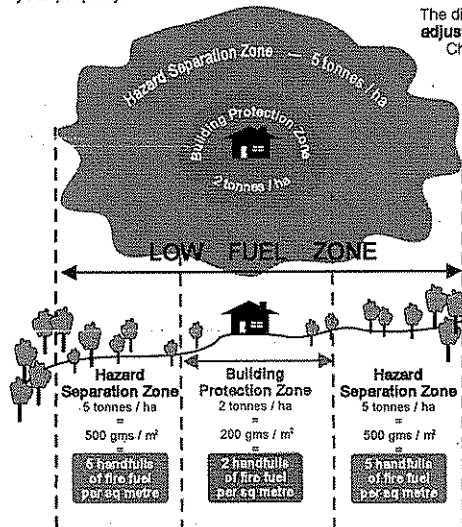 The di
adjus
Ch
Hazard Separation Zone — 5 tonnes / ha
Building Protection Zone
2 tonnes / ha
LOW FUEL ZONE
Hazard Separation Zone
5 tonnes / ha
=
500 gms / m²
=
5 handfulls of fire fuel per sq metre
Building Protection Zone
2 tonnes / ha
=
200 gms / m²
=
2 handfulls of fire fuel per sq metre
Hazard Separation Zone
5 tonnes / ha
=
500 gms / m²
=
5 handfulls of fire fuel per sq metre